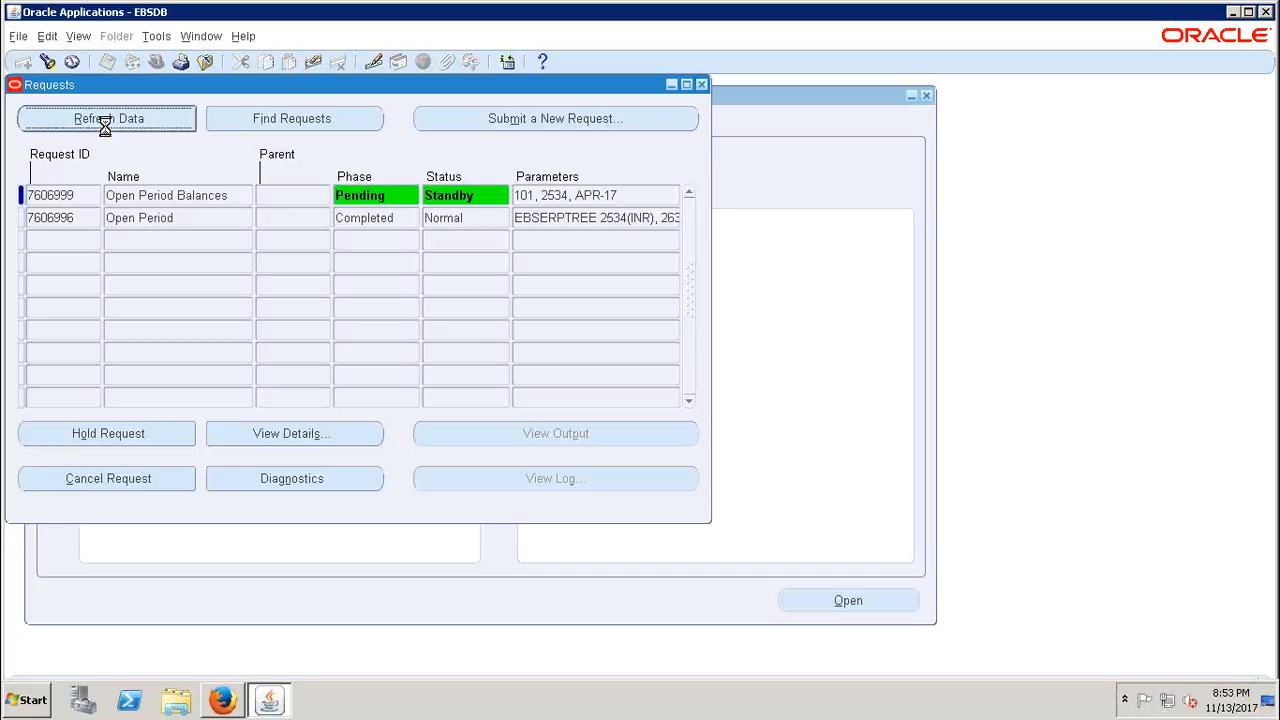 Oracle Applications - EBSDB
File Edit View Folder Tools Window Help
ORACLE
Requests
Refresh Data
Find Requests
Submit a New Request...
Request ID
Parent
Name
Phase
Status
Parameters
7606999
Open Period Balances
Pending
Standby
101, 2534, APR-17
7606996
Open Period
Completed
Normal
EBSERPTREE 2534(INR), 263
Hold Request
View Details...
View Output
Cancel Request
Diagnostics
View Log...
Open
Start
8:53 PM
11/13/2017